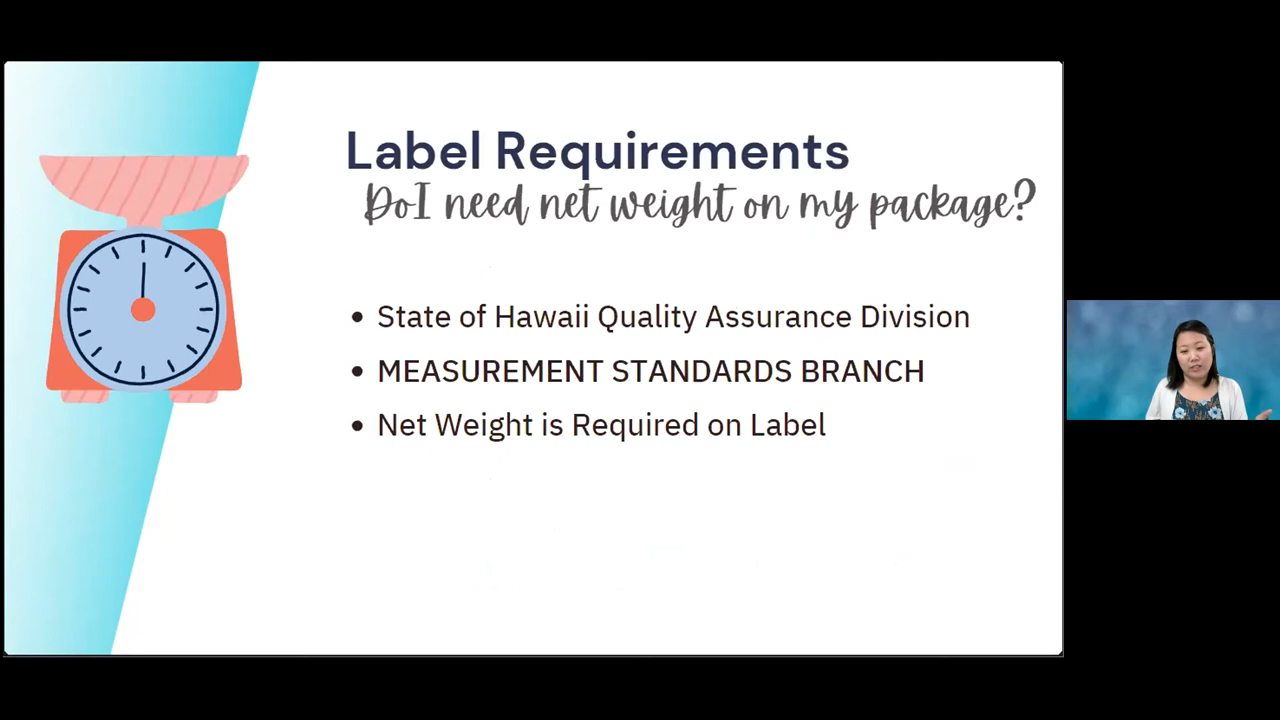 Label Requirements
Do I need net weight on my package?
• State of Hawaii Quality Assurance Division
• MEASUREMENT STANDARDS BRANCH
• Net Weight is Required on Label